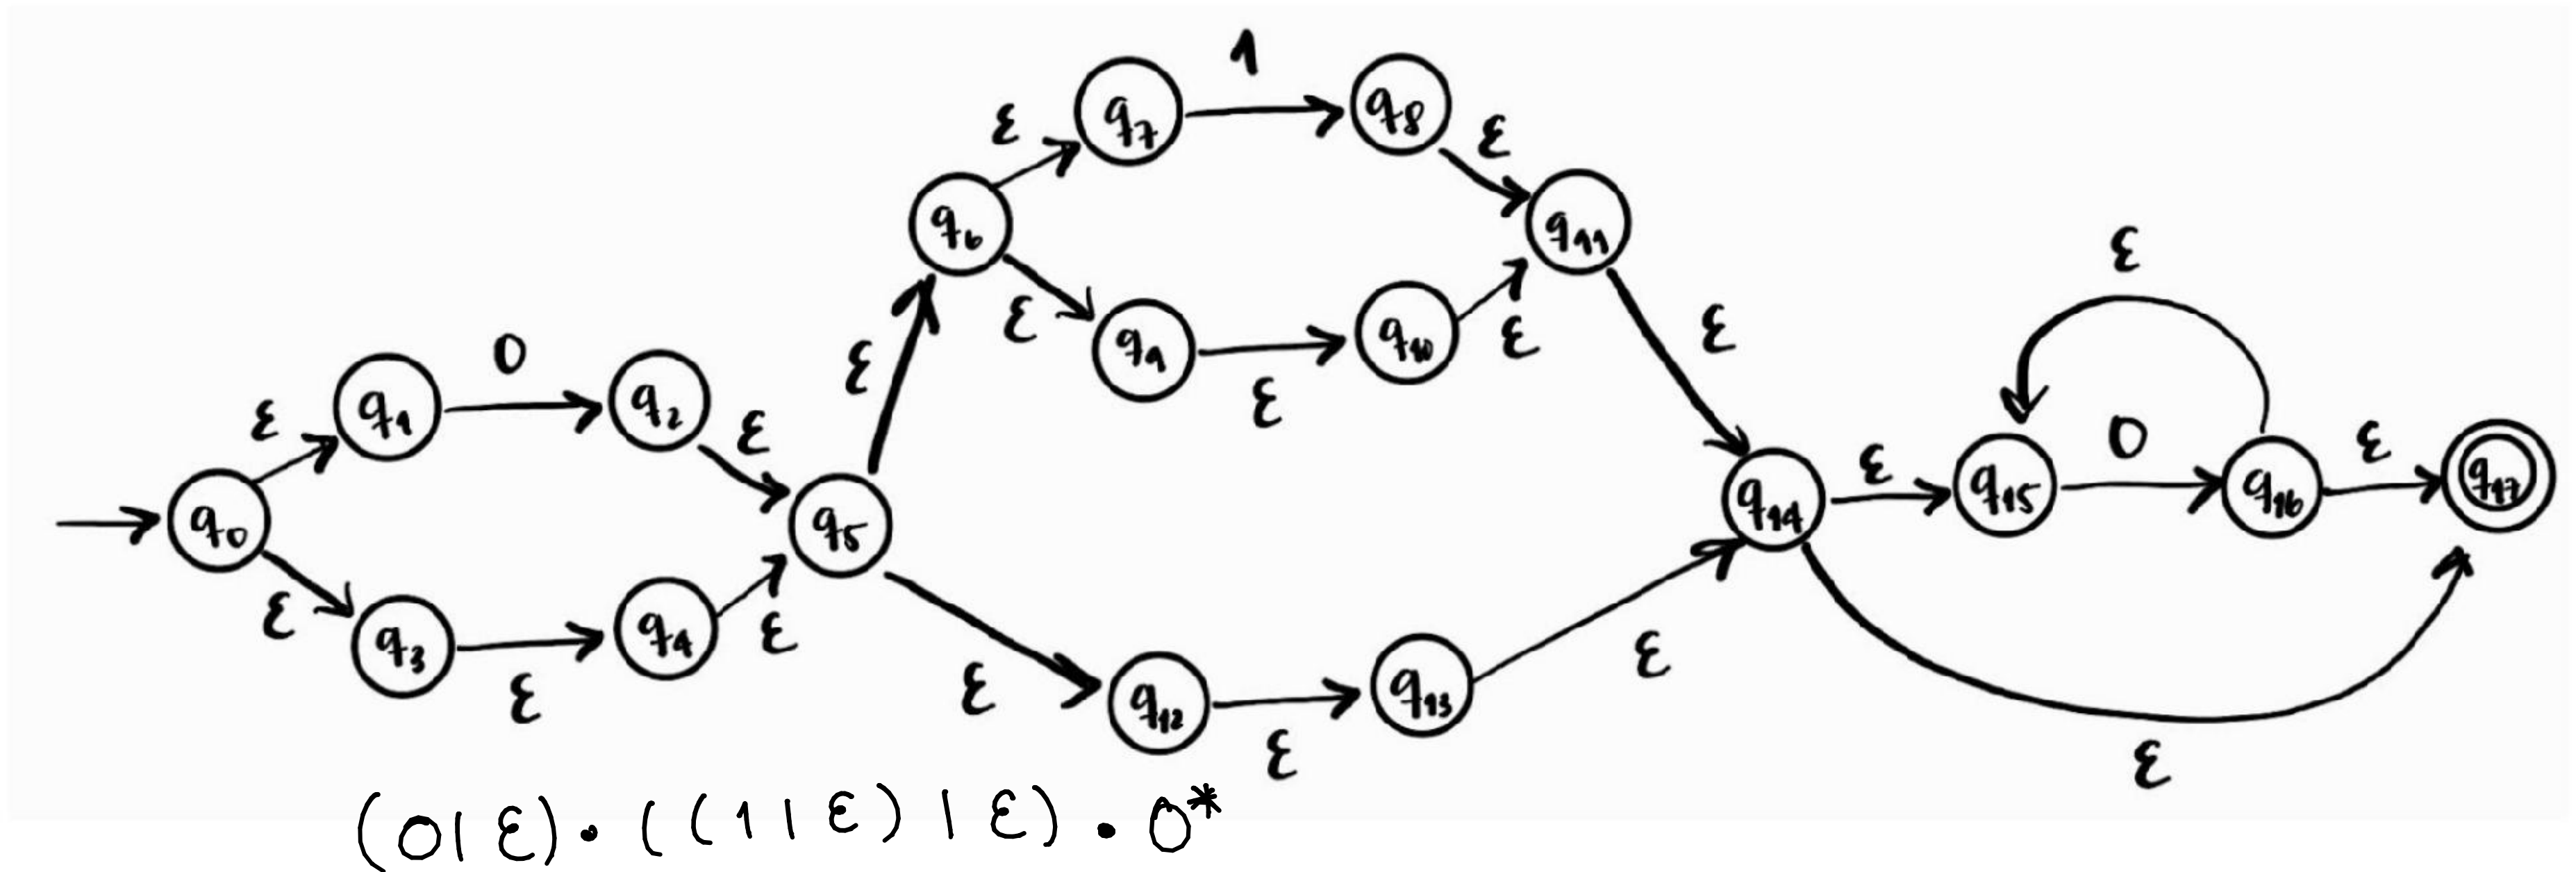 1
ε q₇ q₈ ε
q₆ q₁₁
ε ε q₉ ε q₁₀ ε ε
ε
0
ε q₁ q₂ ε
q₀ q₅ q₁₄ ε q₁₅ 0 q₁₆ ε q₁₇
ε q₃ ε q₄ ε
ε q₁₂ ε q₁₃ ε
ε
(0|ε)·((1|ε)|ε)·0*